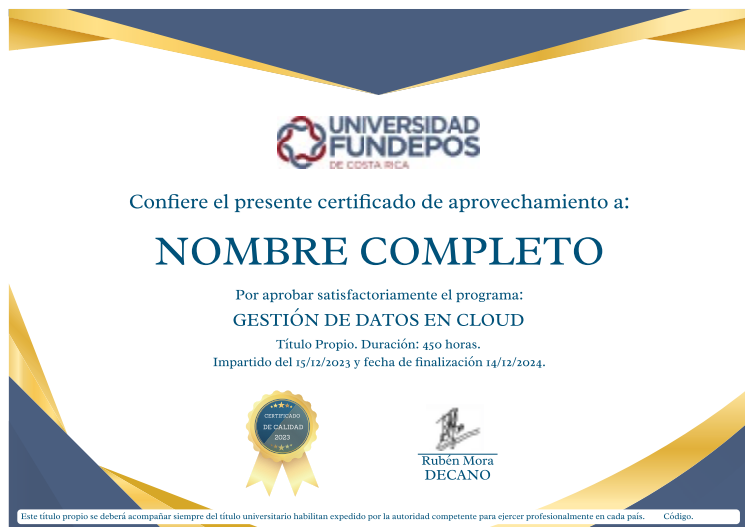 UNIVERSIDAD
FUNDEPOS
DE COSTA RICA
Confiere el presente certificado de aprovechamiento a:
NOMBRE COMPLETO
Por aprobar satisfactoriamente el programa:
GESTIÓN DE DATOS EN CLOUD
Título Propio. Duración: 450 horas.
Impartido del 15/12/2023 y fecha de finalización 14/12/2024.
CERTIFICADO
DE CALIDAD
2023
Rubén Mora
DECANO
Este título propio se deberá acompañar siempre del título universitario habilitan expedido por la autoridad competente para ejercer profesionalmente en cada país. Código.